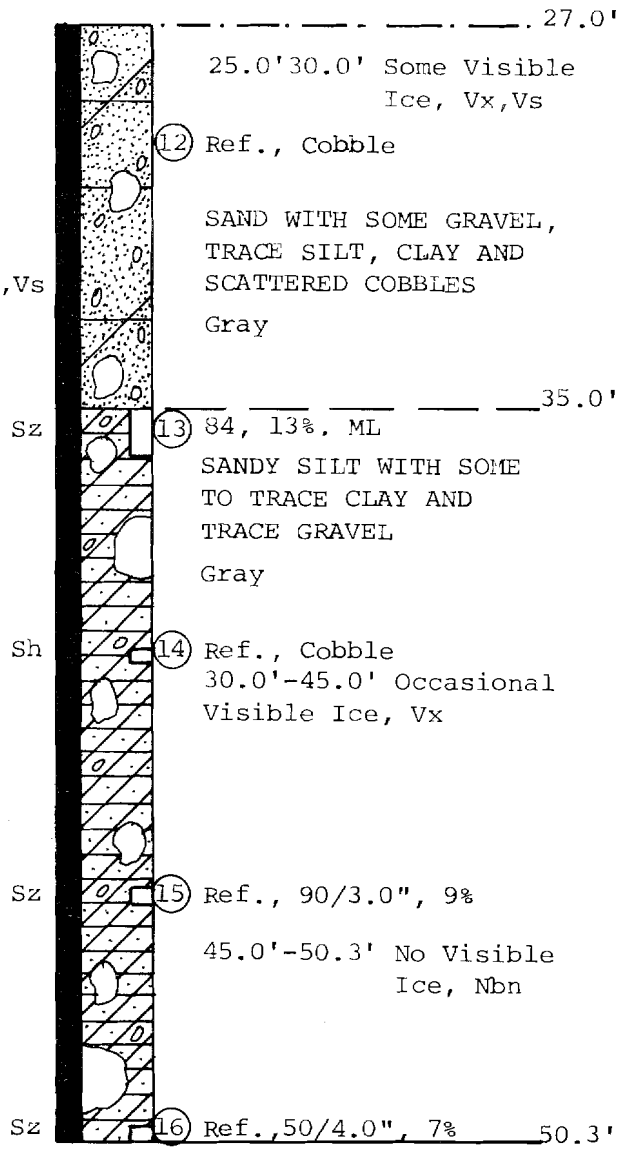 27.0'
25.0'30.0' Some Visible
Ice, Vx,Vs
12 Ref., Cobble
SAND WITH SOME GRAVEL,
TRACE SILT, CLAY AND
,Vs SCATTERED COBBLES
Gray
35.0'
Sz 13 84, 13%. ML
SANDY SILT WITH SOME
TO TRACE CLAY AND
TRACE GRAVEL
Gray
Sh 14 Ref., Cobble
30.0'-45.0' Occasional
Visible Ice, Vx
Sz 15 Ref., 90/3.0", 9%
45.0'-50.3' No Visible
Ice, Nbn
Sz 16 Ref.,50/4.0", 7% 50.3'